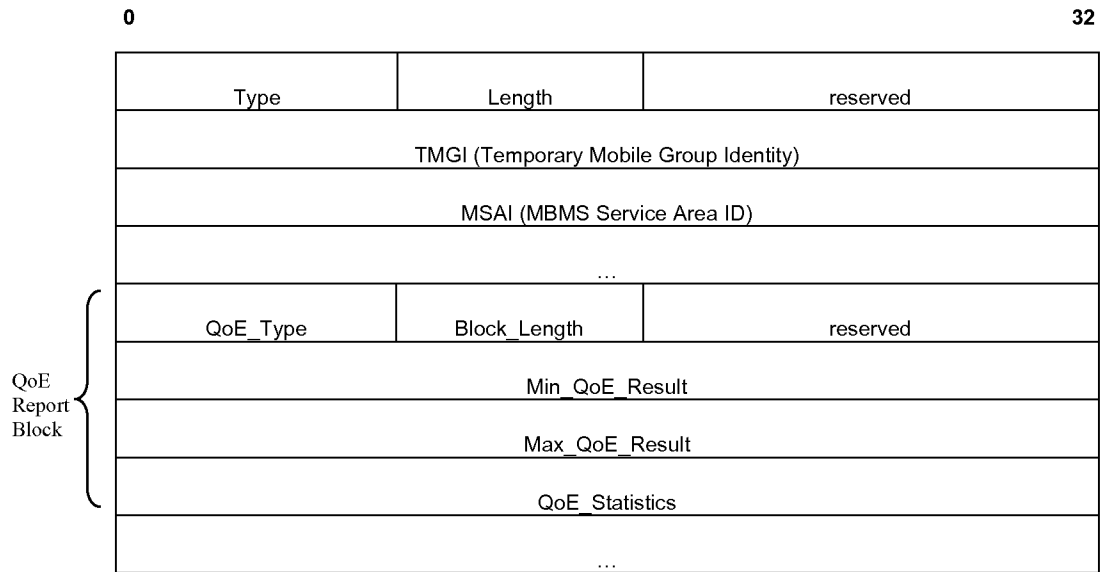 0 32
Type Length reserved
TMGI (Temporary Mobile Group Identity)
MSAI (MBMS Service Area ID)
...
QoE_Type Block_Length reserved
Min_QoE_Result
QoE
Report
Block
Max_QoE_Result
QoE_Statistics
...